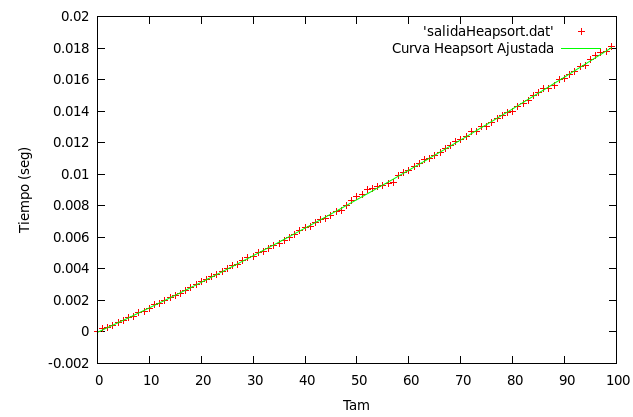 0.02
0.018
0.016
0.014
0.012
0.01
0.008
0.006
0.004
0.002
0
-0.002
Tiempo (seg)
'salidaHeapsort.dat'
Curva Heapsort Ajustada
0 10 20 30 40 50 60 70 80 90 100
Tam